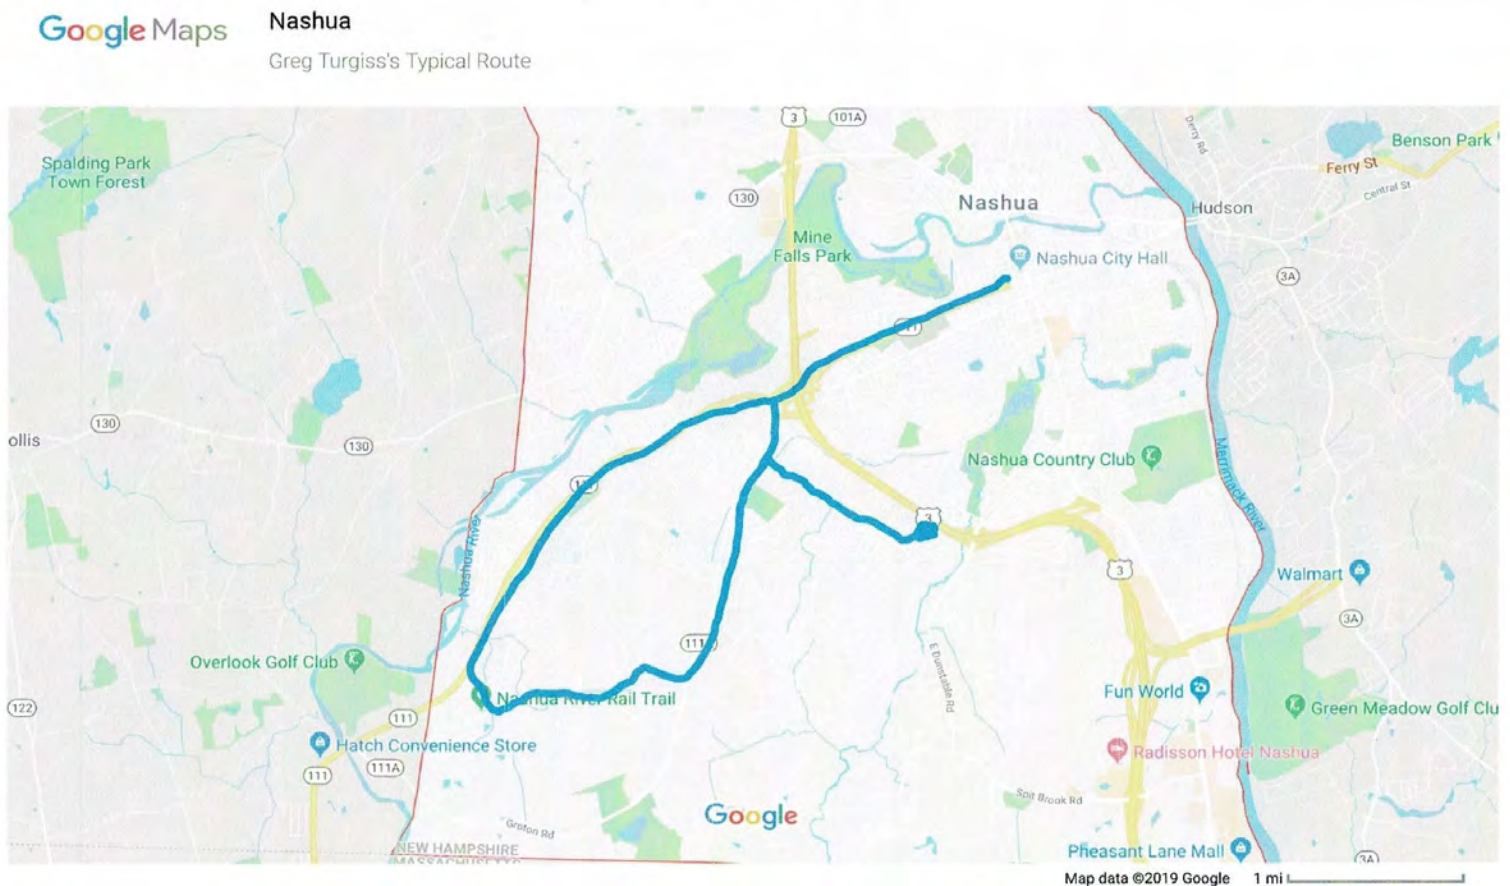 Google Maps
Nashua
Greg Turgiss's Typical Route
3
101A
Derry Rd
Benson Park
Spalding Park
Town Forest
Ferry St
Central St
130
Nashua
Hudson
Mine
Falls Park
Nashua City Hall
3A
130
ollis
130
Nashua Country Club
Merrimack River
3
Nashua River
3
Walmart
3A
111
E Dunstable Rd
Overlook Golf Club
Fun World
Nashua River Rail Trail
122
111
Green Meadow Golf Clu
Hatch Convenience Store
Radisson Hotel Nashua
111A
111
Spit Brook Rd
Google
Groton Rd
NEW HAMPSHIRE
MASSACHUSETTS
Pheasant Lane Mall
3A
Map data ©2019 Google 1 mi